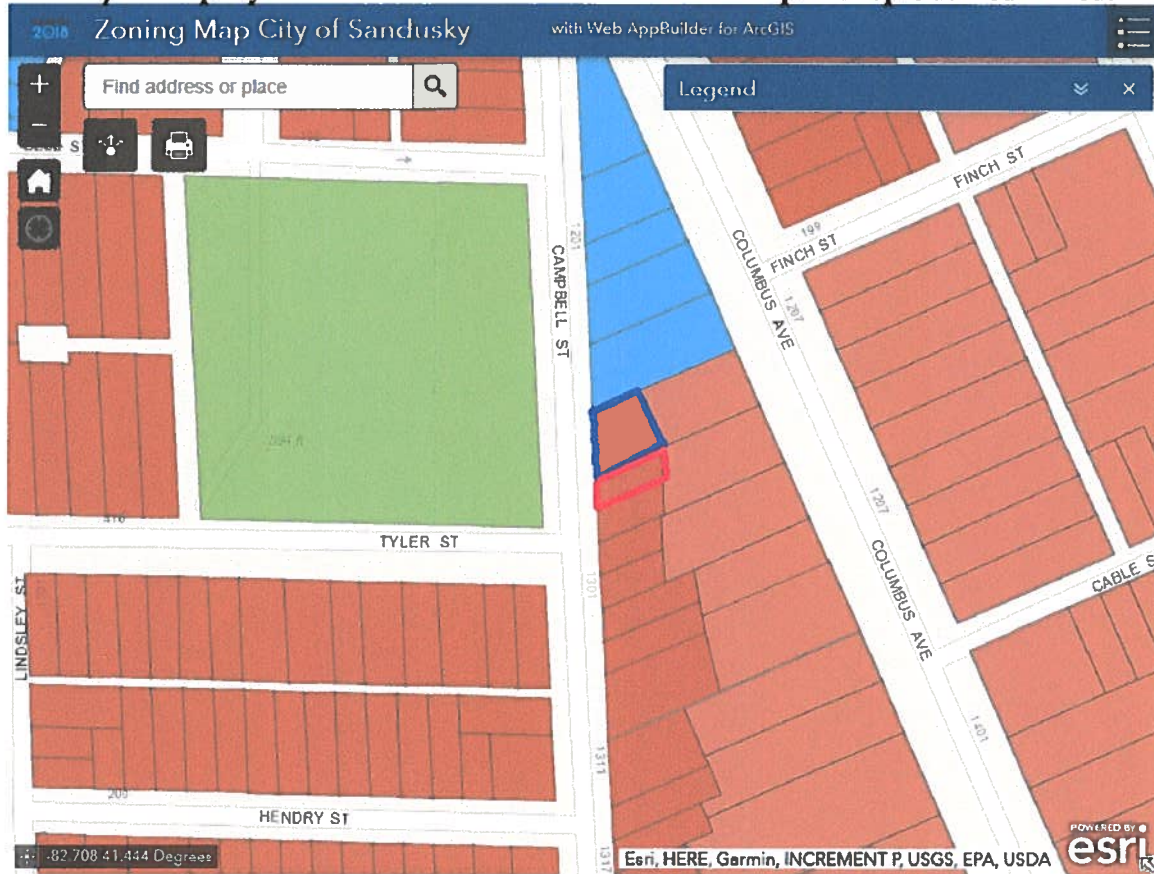 2018
Zoning Map City of Sandusky
with Web AppBuilder for ArcGIS
+
Find address or place
Legend
−
FINCH ST
199
FINCH ST
1201
CAMPBELL ST
COLUMBUS AVE
1207
1207
COLUMBUS AVE
TYLER ST
CABLE S
LINDSLEY ST
1301
1401
1311
200
HENDRY ST
1317
-82.708 41.444 Degrees
Esri, HERE, Garmin, INCREMENT P, USGS, EPA, USDA
POWERED BY
esri